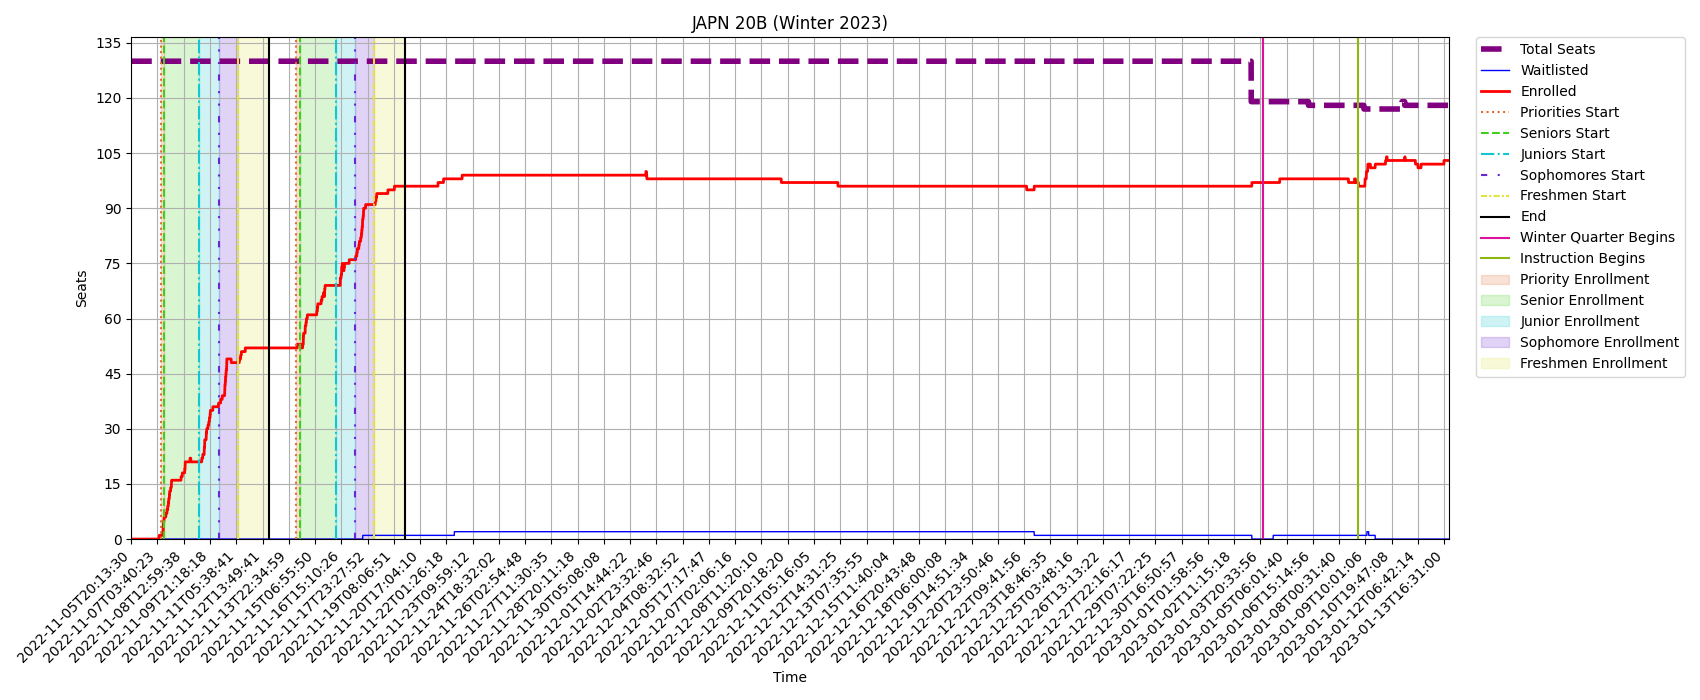 JAPN 20B (Winter 2023)
Seats
135
120
105
90
75
60
45
30
15
0
2022-11-05T20:13:30
2022-11-07T03:40:23
2022-11-08T12:59:38
2022-11-09T21:18:18
2022-11-11T05:38:41
2022-11-12T13:49:41
2022-11-13T22:34:59
2022-11-15T06:55:50
2022-11-16T15:10:26
2022-11-17T23:27:52
2022-11-19T08:06:51
2022-11-20T17:04:10
2022-11-22T01:26:18
2022-11-23T09:59:12
2022-11-24T18:32:02
2022-11-26T02:54:48
2022-11-27T11:30:35
2022-11-28T20:11:18
2022-11-30T05:08:08
2022-12-01T14:44:22
2022-12-02T23:32:46
2022-12-04T08:32:52
2022-12-05T17:17:47
2022-12-07T02:06:16
2022-12-08T11:20:10
2022-12-09T20:18:20
2022-12-11T05:16:05
2022-12-12T14:31:25
2022-12-13T07:35:55
2022-12-16T20:40:04
2022-12-18T06:00:08
2022-12-19T14:51:34
2022-12-20T23:50:46
2022-12-22T09:41:56
2022-12-23T18:46:35
2022-12-25T03:48:16
2022-12-26T13:13:22
2022-12-27T22:16:17
2022-12-29T07:22:25
2022-12-30T16:50:57
2023-01-01T01:58:56
2023-01-02T11:15:18
2023-01-03T20:33:56
2023-01-05T06:01:40
2023-01-06T15:14:56
2023-01-08T00:31:40
2023-01-09T10:01:06
2023-01-10T19:47:08
2023-01-12T06:42:14
2023-01-13T16:31:00
Time
Total Seats
Waitlisted
Enrolled
Priorities Start
Seniors Start
Juniors Start
Sophomores Start
Freshmen Start
End
Winter Quarter Begins
Instruction Begins
Priority Enrollment
Senior Enrollment
Junior Enrollment
Sophomore Enrollment
Freshmen Enrollment